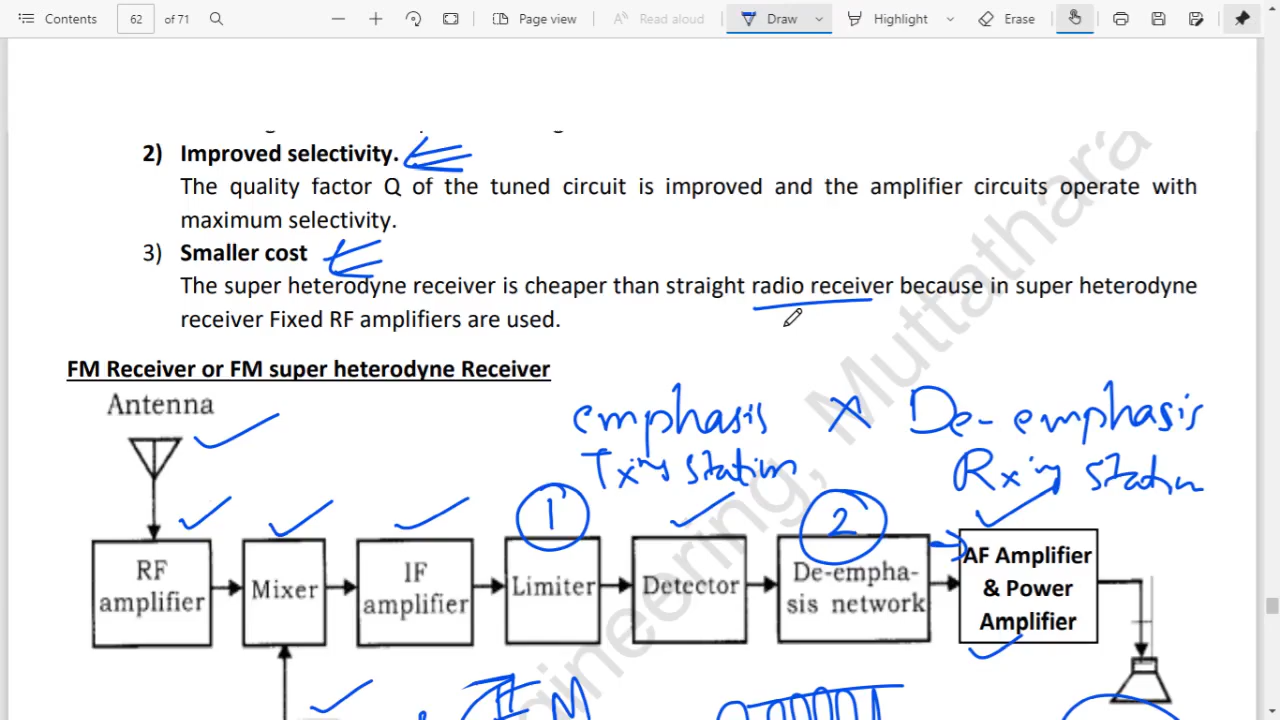 Contents 62 of 71 Page view Read aloud Draw Highlight Erase
2) Improved selectivity.
The quality factor Q of the tuned circuit is improved and the amplifier circuits operate with
maximum selectivity.
3) Smaller cost
The super heterodyne receiver is cheaper than straight radio receiver because in super heterodyne
receiver Fixed RF amplifiers are used.
FM Receiver or FM super heterodyne Receiver
Antenna
emphasis X De-emphasis
Tx'ing station Rx'ing station
1 2
RF
amplifier
Mixer
IF
amplifier
Limiter
Detector
De-empha-
sis network
AF Amplifier
& Power
Amplifier
gineering, Muttathara